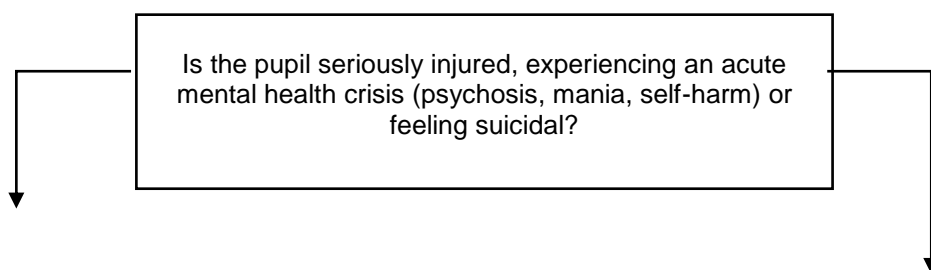 Is the pupil seriously injured, experiencing an acute
mental health crisis (psychosis, mania, self-harm) or
feeling suicidal?